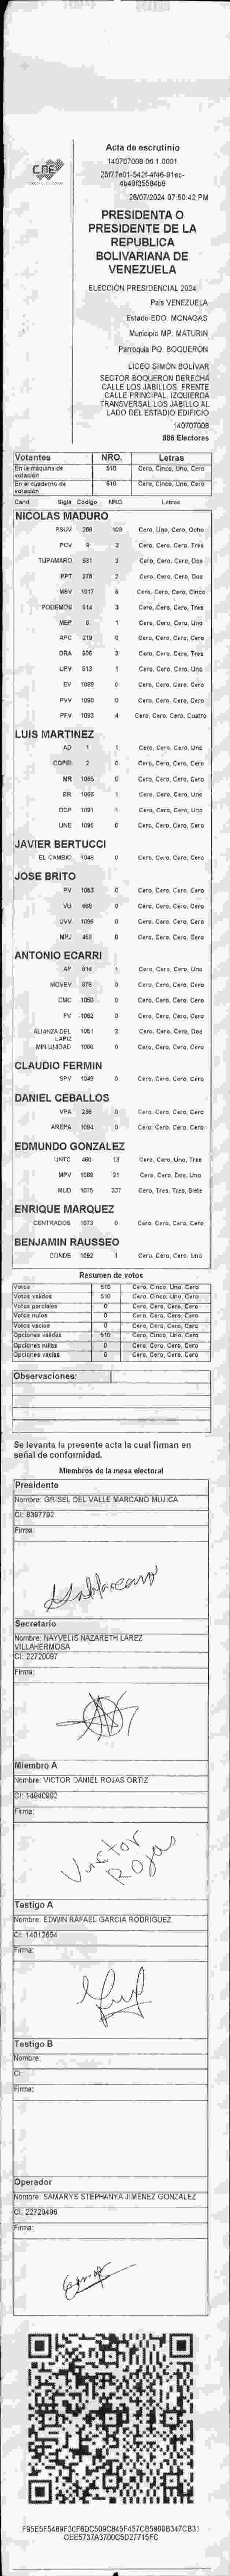 CNE
Acta de escrutinio
140707008.06.1.0001
4b40f35584b9
28/07/2024 07:50:42 PM
PRESIDENTA O
PRESIDENTE DE LA
REPUBLICA
BOLIVARIANA DE
VENEZUELA
ELECCIÓN PRESIDENCIAL 2024
País VENEZUELA
Estado EDO. MONAGAS
Municipio MP. MATURIN
Parroquia PQ. BOQUERON
LICEO SIMÓN BOLÍVAR
SECTOR BOQUERON DERECHA
CALLE LOS JABILLOS. FRENTE
CALLE PRINCIPAL. IZQUIERDA
TRANSVERSAL LOS JABILLO AL
LADO DEL ESTADIO EDIFICIO
140707008
886 Electores
Votantes NRO. Letras
En la máquina de votación 510 Cero, Cinco, Uno, Cero
En el cuaderno de votación 510 Cero, Cinco, Uno, Cero
Cand. Sigla Código NRO. Letras
NICOLAS MADURO
PSUV 269 108 Cero, Uno, Cero, Ocho
PCV 9 3 Cero, Cero, Cero, Tres
TUPAMARO 931 2 Cero, Cero, Cero, Dos
PPT 276 2 Cero, Cero, Cero, Dos
MSV 1017 5 Cero, Cero, Cero, Cinco
PODEMOS 614 3 Cero, Cero, Cero, Tres
MEP 6 1 Cero, Cero, Cero, Uno
APC 219 0 Cero, Cero, Cero, Cero
ORA 906 3 Cero, Cero, Cero, Tres
UPV 513 1 Cero, Cero, Cero, Uno
EV 1089 0 Cero, Cero, Cero, Cero
PVV 1090 0 Cero, Cero, Cero, Cero
PFV 1093 4 Cero, Cero, Cero, Cuatro
LUIS MARTINEZ
AD 1 1 Cero, Cero, Cero, Uno
COPEI 2 0 Cero, Cero, Cero, Cero
MR 1065 0 Cero, Cero, Cero, Cero
BR 1066 1 Cero, Cero, Cero, Uno
DDP 1091 1 Cero, Cero, Cero, Uno
UNE 1095 0 Cero, Cero, Cero, Cero
JAVIER BERTUCCI
EL CAMBIO 1048 0 Cero, Cero, Cero, Cero
JOSE BRITO
PV 1063 0 Cero, Cero, Cero, Cero
VU 0 Cero, Cero, Cero, Cero
UVV 1096 0 Cero, Cero, Cero, Cero
MPJ 0 Cero, Cero, Cero, Cero
ANTONIO ECARRI
AP 914 1 Cero, Cero, Cero, Uno
MOVEV 978 0 Cero, Cero, Cero, Cero
CMC 1050 0 Cero, Cero, Cero, Cero
FV 1062 0 Cero, Cero, Cero, Cero
ALIANZA DEL LAPIZ 1051 2 Cero, Cero, Cero, Dos
MIN UNIDAD 0 Cero, Cero, Cero, Cero
CLAUDIO FERMIN
SPV 1049 0 Cero, Cero, Cero, Cero
DANIEL CEBALLOS
VPA 236 0 Cero, Cero, Cero, Cero
AREPA 1094 0 Cero, Cero, Cero, Cero
EDMUNDO GONZALEZ
UNTC 460 13 Cero, Cero, Uno, Tres
MPV 1069 21 Cero, Cero, Dos, Uno
MUD 1075 337 Cero, Tres, Tres, Siete
ENRIQUE MARQUEZ
CENTRADOS 1073 0 Cero, Cero, Cero, Cero
BENJAMIN RAUSSEO
CONDE 1092 1 Cero, Cero, Cero, Uno
Resumen de votos
Votos 510 Cero, Cinco, Uno, Cero
Votos validos 510 Cero, Cinco, Uno, Cero
Votos parciales 0 Cero, Cero, Cero, Cero
Votos nulos 0 Cero, Cero, Cero, Cero
Votos vacios 0 Cero, Cero, Cero, Cero
Opciones validas 510 Cero, Cinco, Uno, Cero
Opciones nulas 0 Cero, Cero, Cero, Cero
Opciones vacias 0 Cero, Cero, Cero, Cero
Observaciones:
Se levanta la presente acta la cual firman en
señal de conformidad.
Miembros de la mesa electoral
Presidente
Nombre: GRISEL DEL VALLE MARCANO MUJICA
CI: 8397792
Firma:
Secretario
Nombre: NAYVELIS NAZARETH LAREZ
VILLAHERMOSA
CI: 22720097
Firma:
Miembro A
Nombre: VICTOR DANIEL ROJAS ORTIZ
CI: 14940992
Firma:
Victor
Rojas
Testigo A
Nombre: EDWIN RAFAEL GARCIA RODRIGUEZ
CI: 14012654
Firma:
Testigo B
Nombre:
CI:
Firma:
Operador
Nombre: SAMARYS STEPHANYA JIMENEZ GONZALEZ
CI: 22720496
Firma:
F95E5F5489F30F8DC509C845F457CB5900B347CB31
CEE5737A3700C5D27715FC